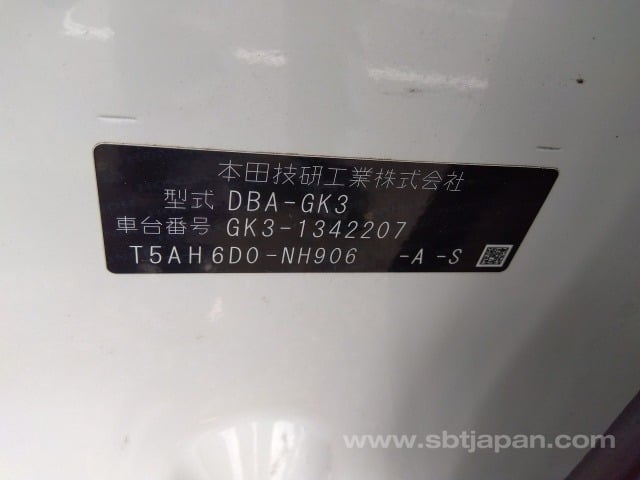 本田技研工業株式会社
型式 DBA-GK3
車台番号 GK3-1342207
T5AH6D0-NH906 -A -S
www.sbtjapan.com